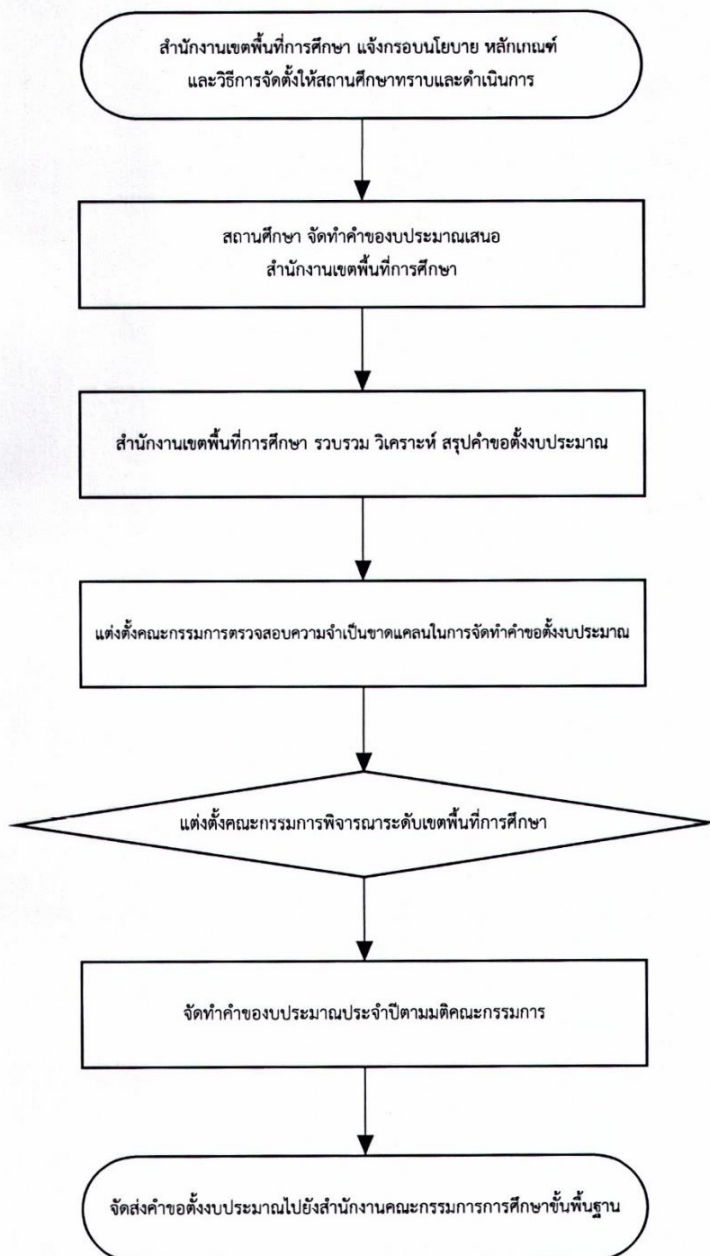 สำนักงานเขตพื้นที่การศึกษา แจ้งกรอบนโยบาย หลักเกณฑ์
และวิธีการจัดตั้งให้สถานศึกษาทราบและดำเนินการ
สถานศึกษา จัดทำคำของบประมาณเสนอ
สำนักงานเขตพื้นที่การศึกษา
สำนักงานเขตพื้นที่การศึกษา รวบรวม วิเคราะห์ สรุปคำขอตั้งงบประมาณ
แต่งตั้งคณะกรรมการตรวจสอบความจำเป็นขาดแคลนในการจัดทำคำขอตั้งงบประมาณ
แต่งตั้งคณะกรรมการพิจารณาระดับเขตพื้นที่การศึกษา
จัดทำคำของบประมาณประจำปีตามมติคณะกรรมการ
จัดส่งคำขอตั้งงบประมาณไปยังสำนักงานคณะกรรมการการศึกษาขั้นพื้นฐาน